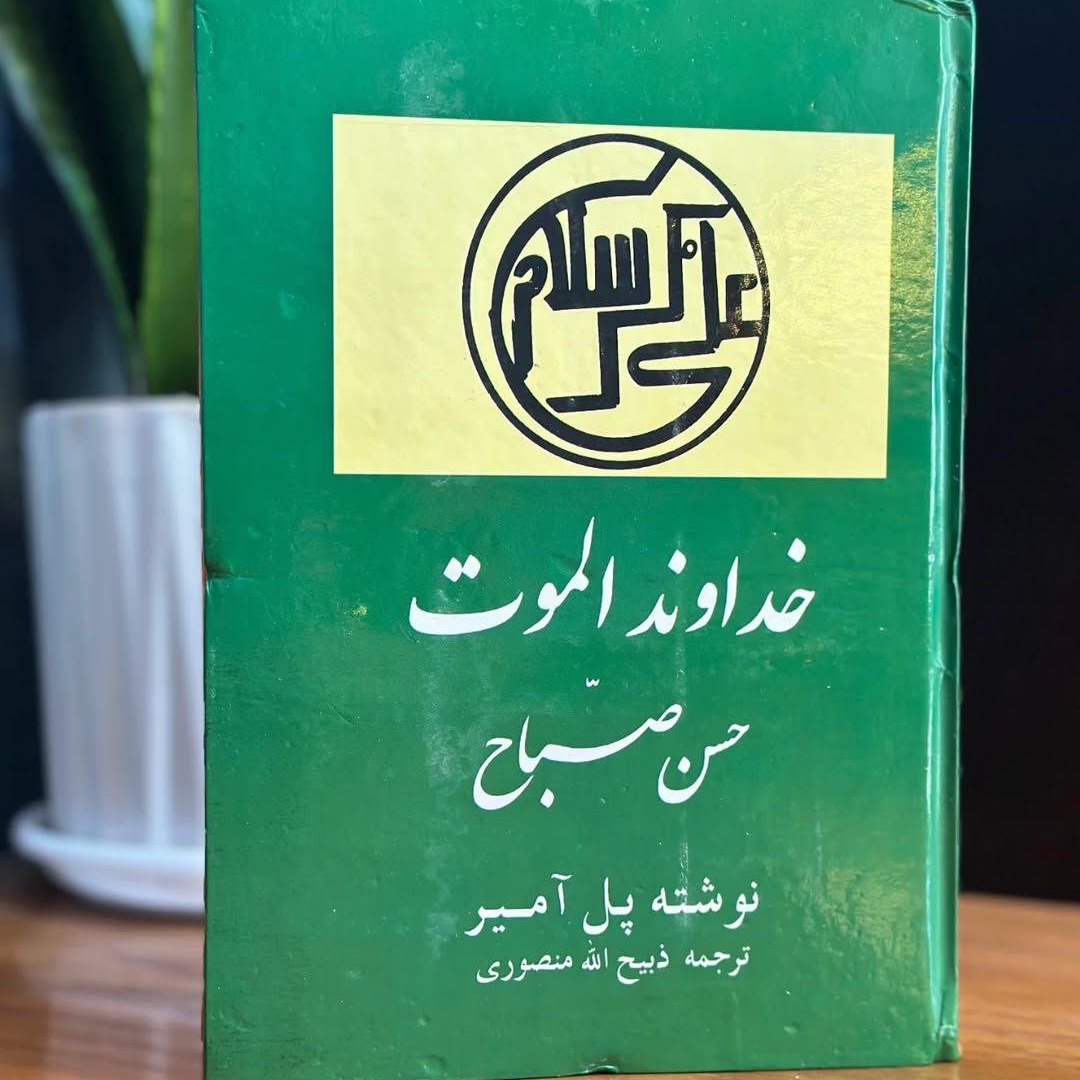 خداوند الموت
حسن صبّاح
نوشته پل آمیر
ترجمه ذبیح الله منصوری